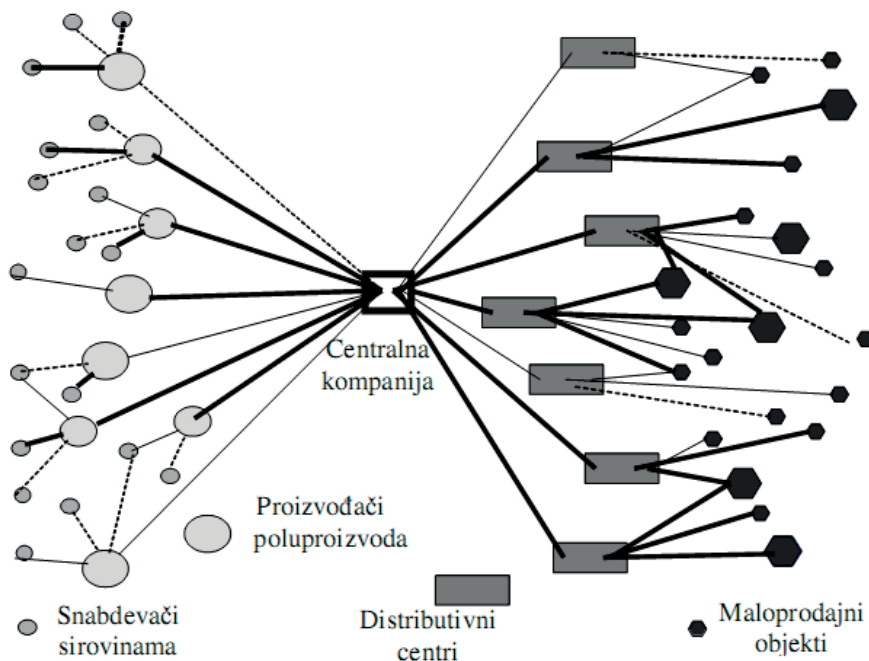 Centralna
kompanija
Proizvođači
poluproizvoda
Snabdevači
sirovinama
Distributivni
centri
Maloprodajni
objekti